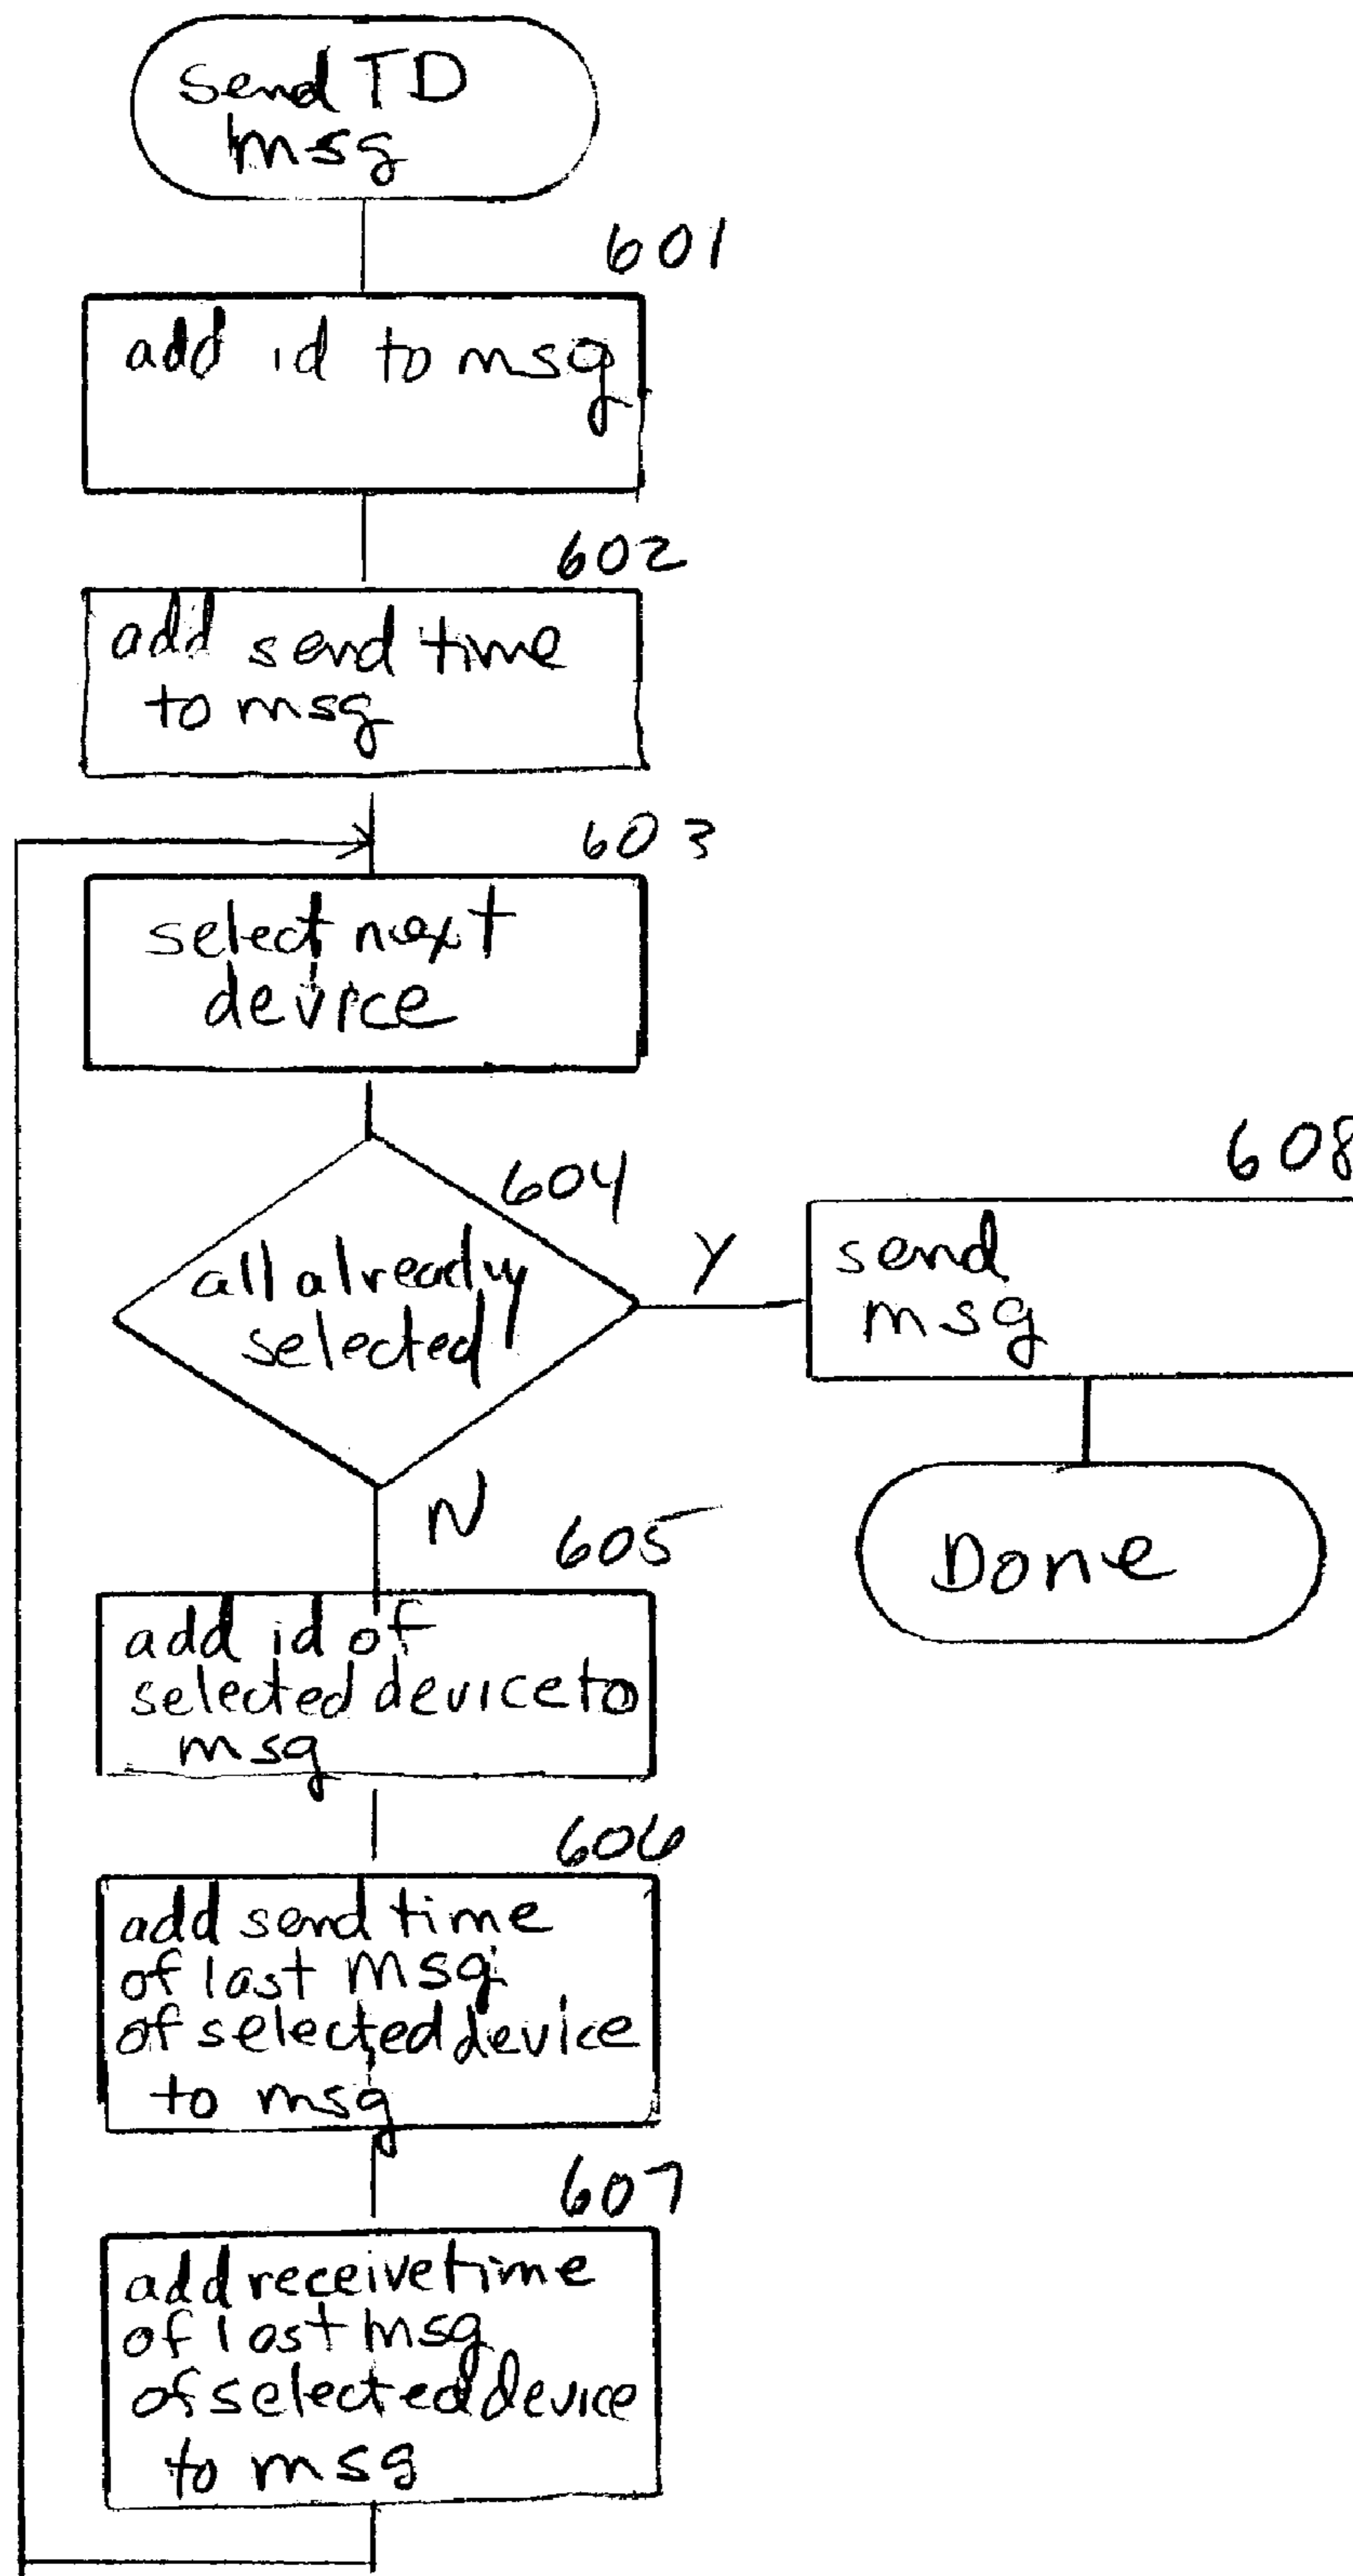 send TD
msg
601
add id to msg
602
add send time
to msg
603
select next
device
604
all already
selected
Y
608
send
msg
Done
N
605
add id of
selected device to
msg
606
add send time
of last msg
of selected device
to msg
607
add receive time
of last msg
of selected device
to msg